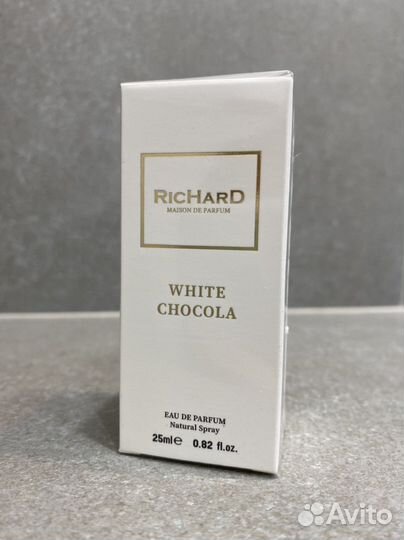 RicHarD
MAISON DE PARFUM
WHITE
CHOCOLA
EAU DE PARFUM
Natural Spray
25ml℮ 0.82 fl.oz.
Avito